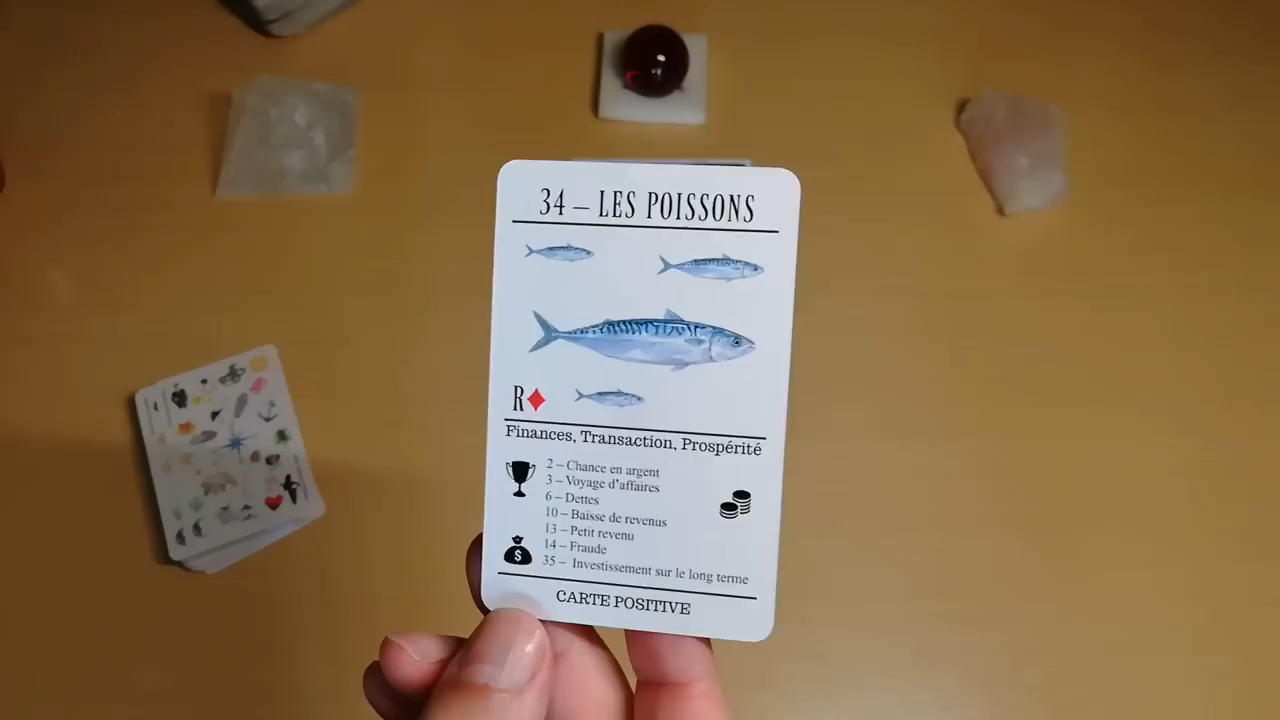 34 – LES POISSONS
R♦
Finances, Transaction, Prospérité
2 – Chance en argent
3 – Voyage d'affaires
6 – Dettes
10 – Baisse de revenus
13 – Petit revenu
14 – Fraude
35 – Investissement sur le long terme
$
CARTE POSITIVE